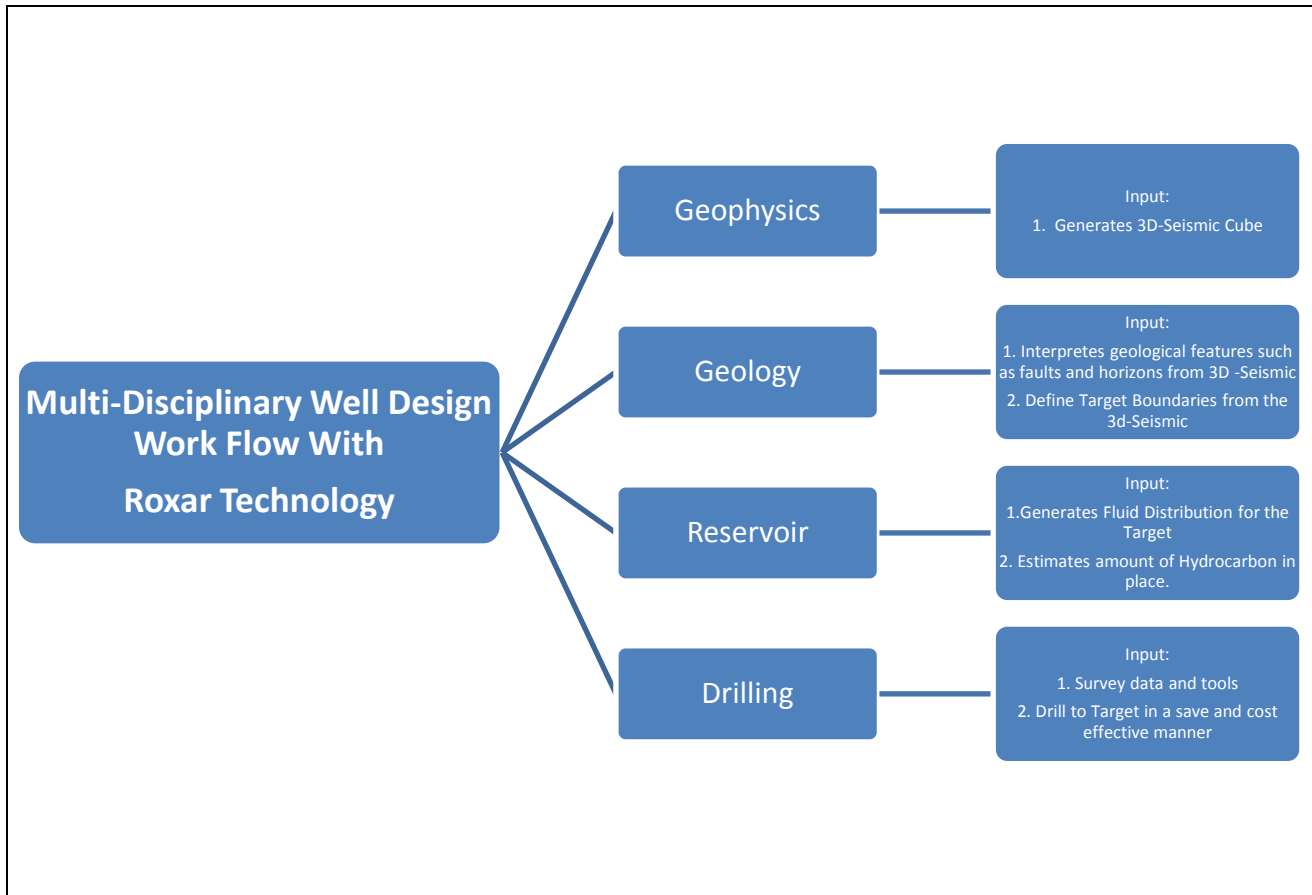 Multi-Disciplinary Well Design
Work Flow With
Roxar Technology
Geophysics
Input:
1. Generates 3D-Seismic Cube
Geology
Input:
1. Interpretes geological features such
as faults and horizons from 3D -Seismic
2. Define Target Boundaries from the
3d-Seismic
Reservoir
Input:
1.Generates Fluid Distribution for the
Target
2. Estimates amount of Hydrocarbon in
place.
Drilling
Input:
1. Survey data and tools
2. Drill to Target in a save and cost
effective manner